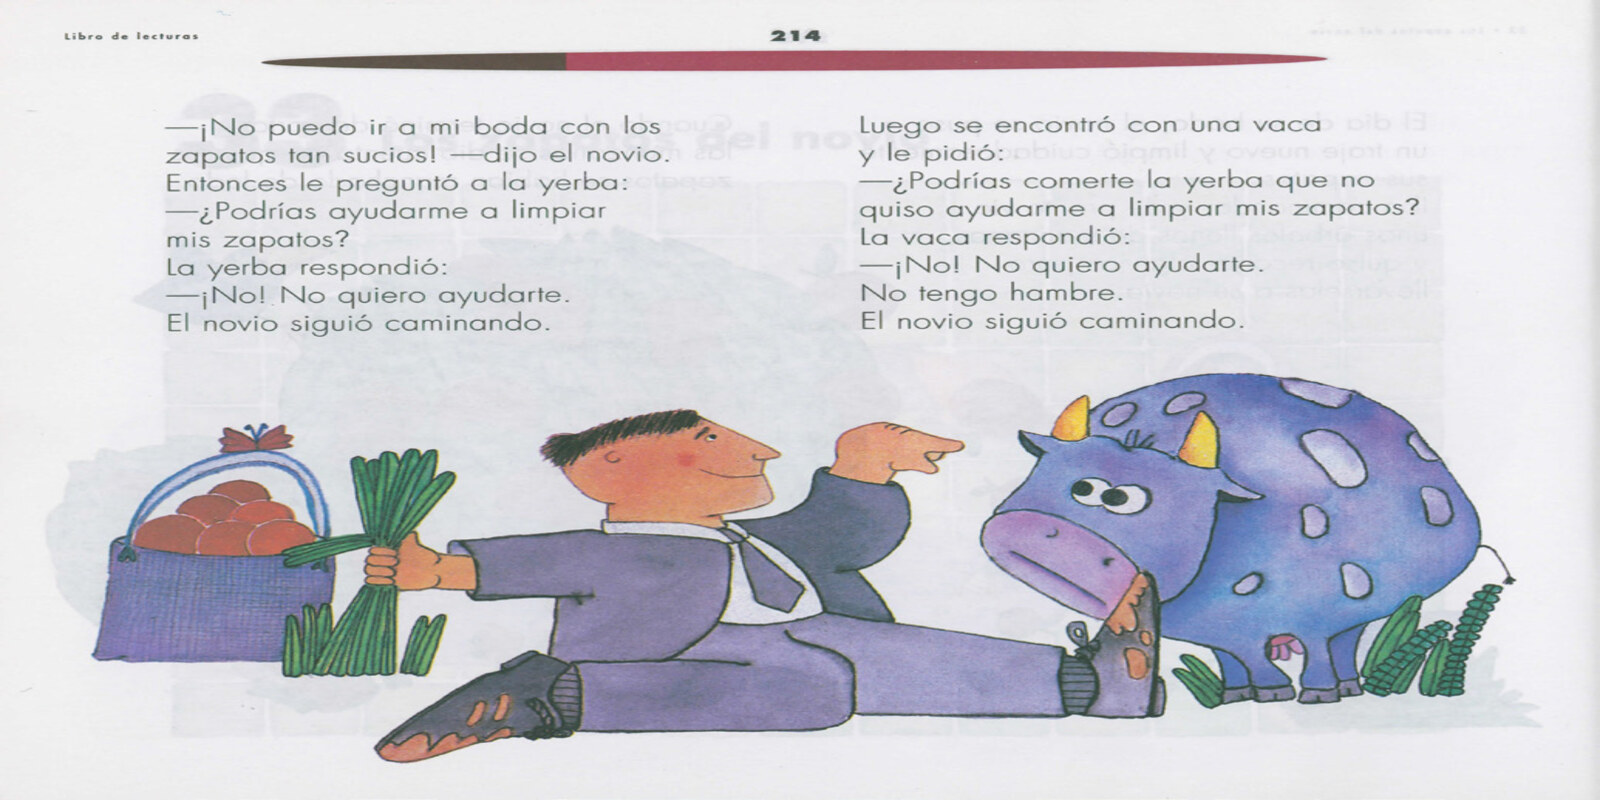 Libro de lecturas
214
—¡No puedo ir a mi boda con los
zapatos tan sucios! —dijo el novio.
Entonces le preguntó a la yerba:
—¿Podrías ayudarme a limpiar
mis zapatos?
La yerba respondió:
—¡No! No quiero ayudarte.
El novio siguió caminando.
Luego se encontró con una vaca
y le pidió:
—¿Podrías comerte la yerba que no
quiso ayudarme a limpiar mis zapatos?
La vaca respondió:
—¡No! No quiero ayudarte.
No tengo hambre.
El novio siguió caminando.